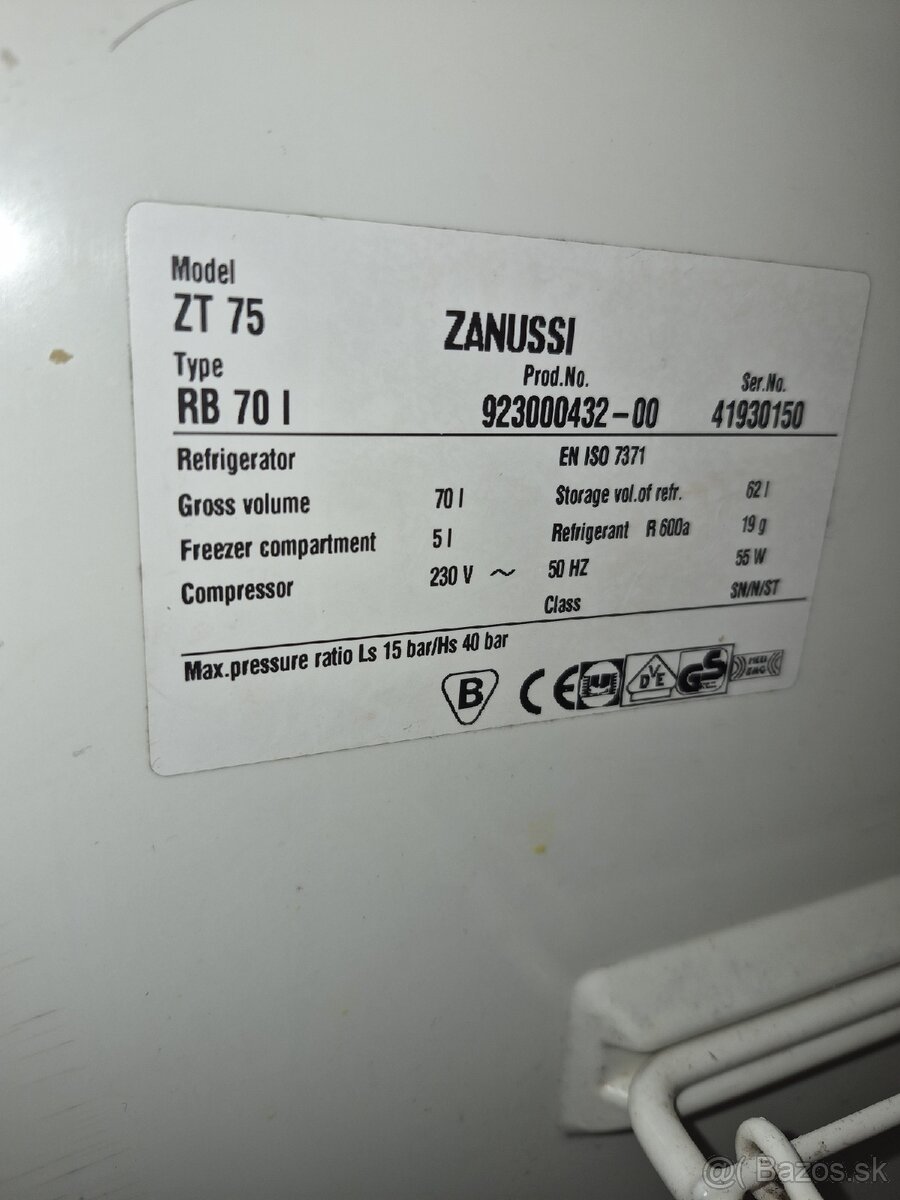 Model
ZT 75
ZANUSSI
Type
RB 70 I
Prod.No.
923000432-00
Ser.No.
41930150
Refrigerator
EN ISO 7371
Gross volume 70 l
Storage vol.of refr. 62 l
Freezer compartment 5 l
Refrigerant R 600a 19 g
Compressor 230 V ~ 50 HZ 55 W
Class SN/N/ST
Max.pressure ratio Ls 15 bar/Hs 40 bar
B CE DVE GS
@( Bazos.sk